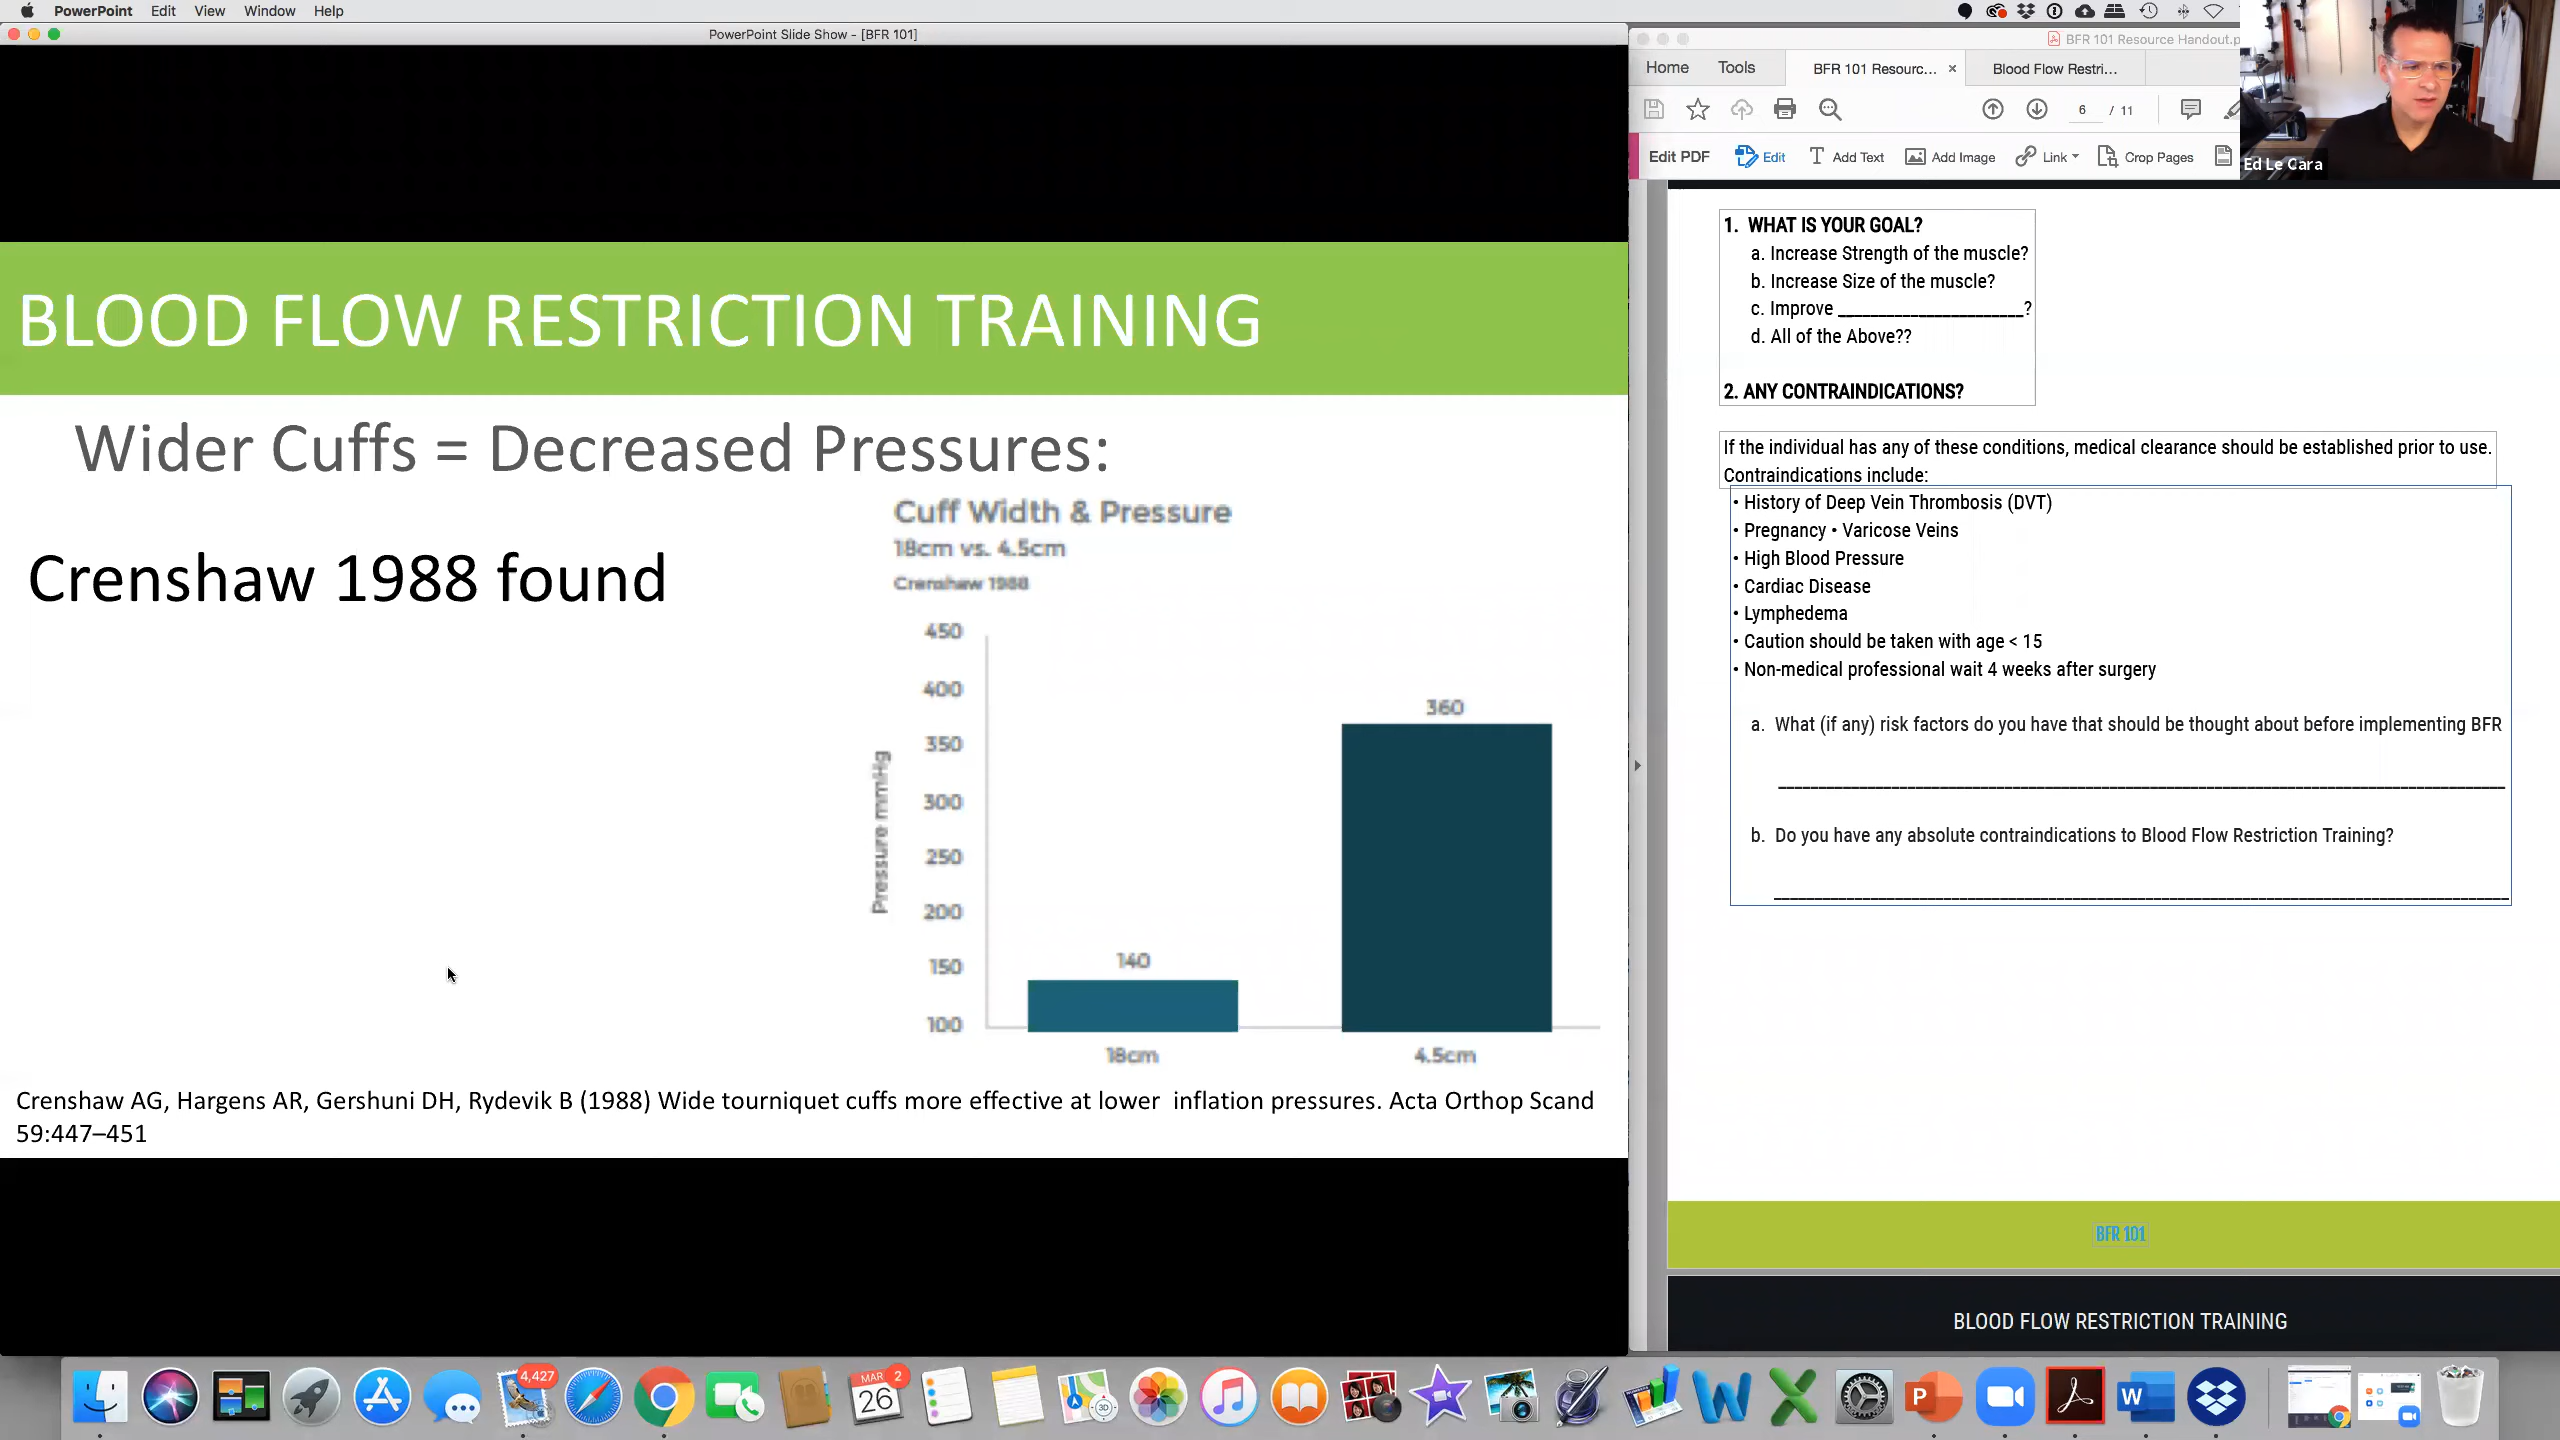 PowerPoint Edit View Window Help
PowerPoint Slide Show - [BFR 101]
BLOOD FLOW RESTRICTION TRAINING
Wider Cuffs = Decreased Pressures:
Crenshaw 1988 found
Cuff Width & Pressure
18cm vs. 4.5cm
Crenshaw 1988
Pressure mmHg
450
400
350
300
250
200
150
100
140
360
18cm
4.5cm
Crenshaw AG, Hargens AR, Gershuni DH, Rydevik B (1988) Wide tourniquet cuffs more effective at lower inflation pressures. Acta Orthop Scand
59:447–451
BFR 101 Resource Handout.p
Home Tools BFR 101 Resourc... × Blood Flow Restri...
6 / 11
Edit PDF Edit Add Text Add Image Link Crop Pages
Ed Le Cara
1. WHAT IS YOUR GOAL?
a. Increase Strength of the muscle?
b. Increase Size of the muscle?
c. Improve ______________________?
d. All of the Above??
2. ANY CONTRAINDICATIONS?
If the individual has any of these conditions, medical clearance should be established prior to use.
Contraindications include:
• History of Deep Vein Thrombosis (DVT)
• Pregnancy • Varicose Veins
• High Blood Pressure
• Cardiac Disease
• Lymphedema
• Caution should be taken with age < 15
• Non-medical professional wait 4 weeks after surgery
a. What (if any) risk factors do you have that should be thought about before implementing BFR
b. Do you have any absolute contraindications to Blood Flow Restriction Training?
BFR 101
BLOOD FLOW RESTRICTION TRAINING
4,427
MAR
26
2
3D
P
W